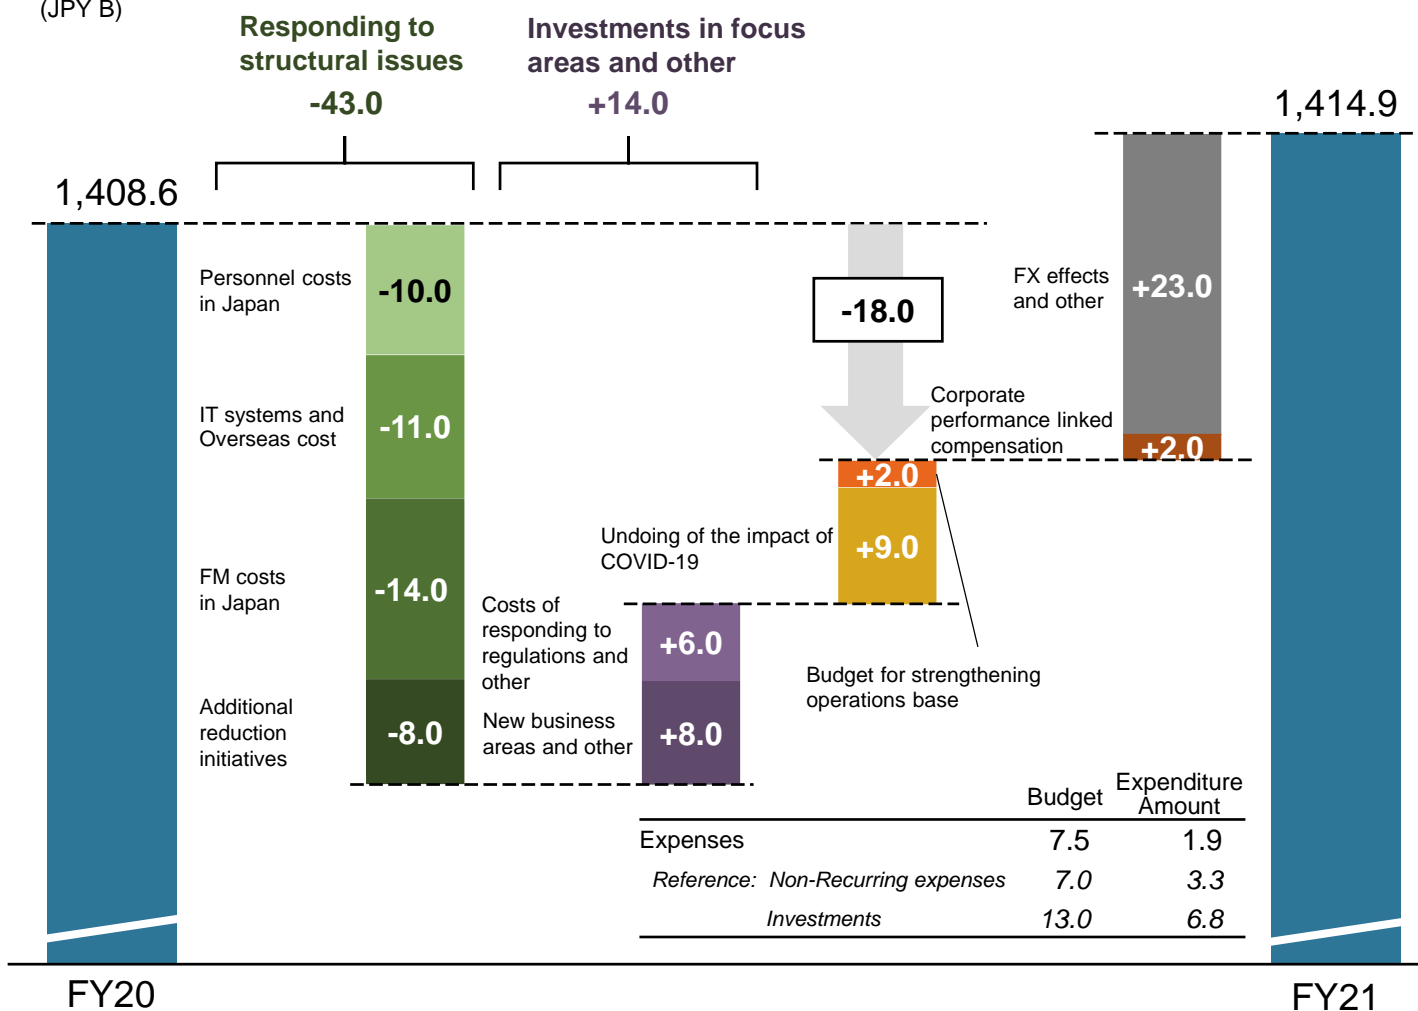 (JPY B)
Responding to
structural issues
-43.0
Investments in focus
areas and other
+14.0
1,408.6
1,414.9
Personnel costs
in Japan
-10.0
IT systems and
Overseas cost
-11.0
FM costs
in Japan
-14.0
Additional
reduction
initiatives
-8.0
Costs of
responding to
regulations and
other
+6.0
New business
areas and other
+8.0
Undoing of the impact of
COVID-19
+9.0
+2.0
Budget for strengthening
operations base
-18.0
Corporate
performance linked
compensation
+2.0
FX effects
and other
+23.0
Budget Expenditure Amount
Expenses 7.5 1.9
Reference: Non-Recurring expenses 7.0 3.3
Investments 13.0 6.8
FY20
FY21